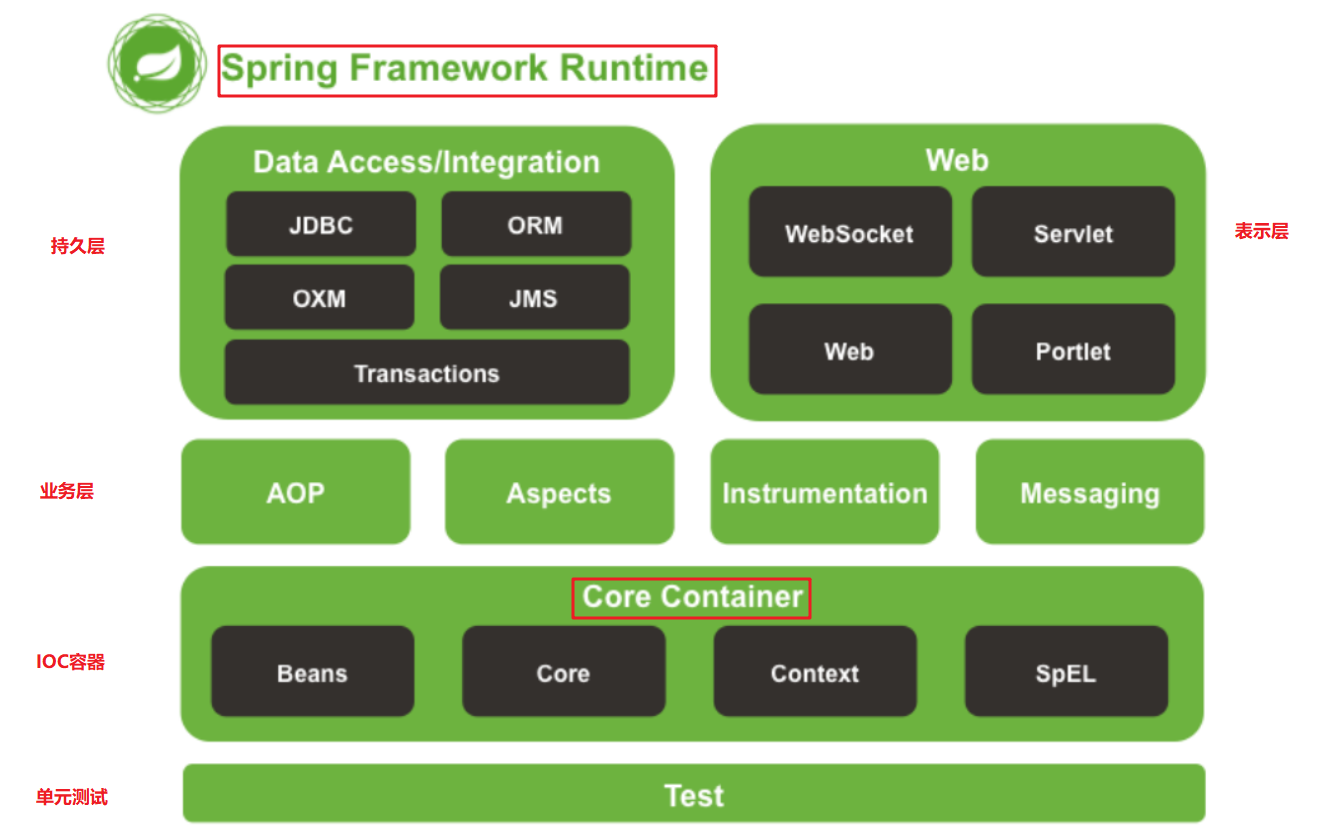 Spring Framework Runtime
Data Access/Integration
JDBC
ORM
OXM
JMS
Transactions
持久层
Web
WebSocket
Servlet
Web
Portlet
表示层
业务层
AOP
Aspects
Instrumentation
Messaging
IOC容器
Core Container
Beans
Core
Context
SpEL
单元测试
Test